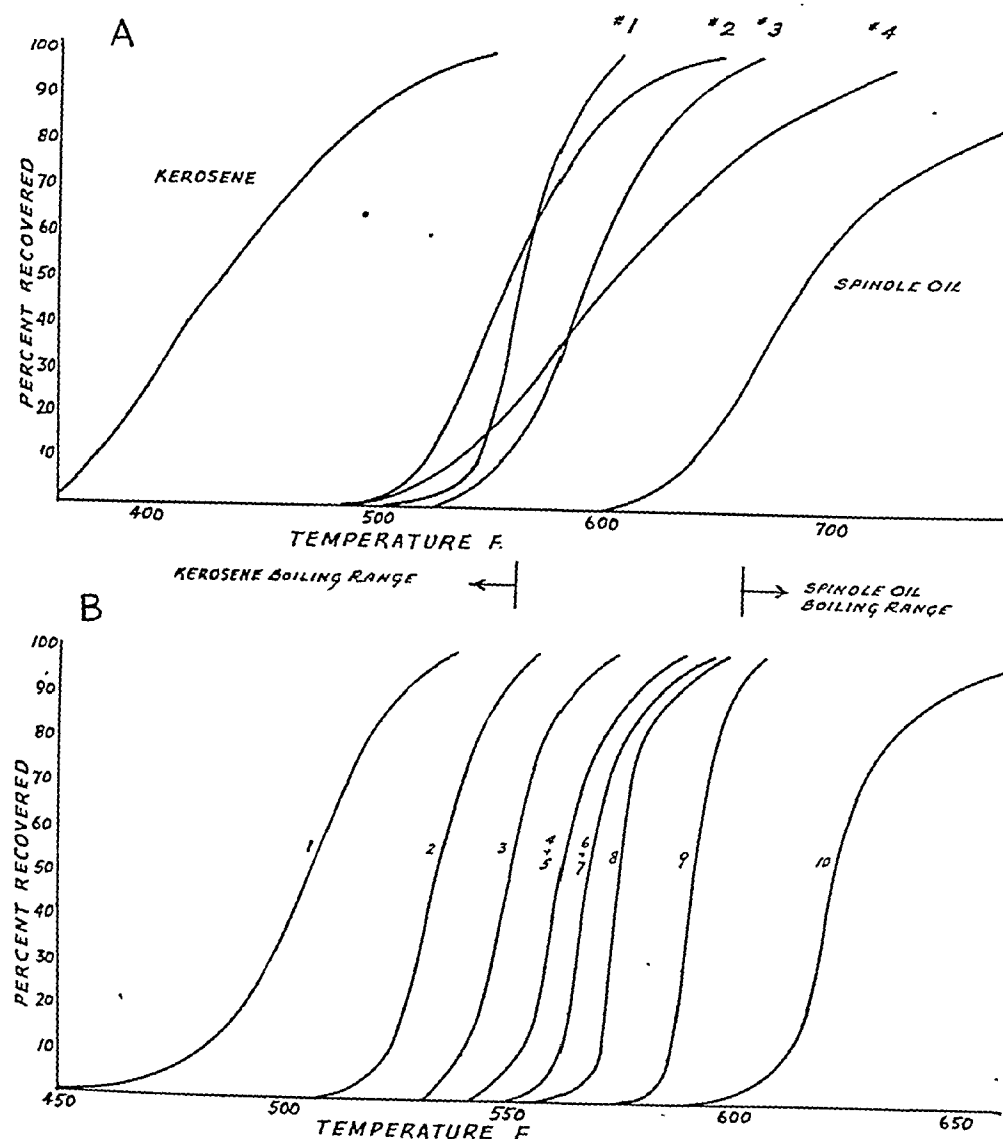 A
#1 #2 #3 #4
100
90
80
70
60
50
40
30
20
10
PERCENT RECOVERED
KEROSENE
SPINDLE OIL
400 500 600 700
TEMPERATURE F.
KEROSENE BOILING RANGE
SPINDLE OIL
BOILING RANGE
B
100
90
80
70
60
50
40
30
20
10
PERCENT RECOVERED
1 2 3 4+5 6+7 8 9 10
450 500 550 600 650
TEMPERATURE F